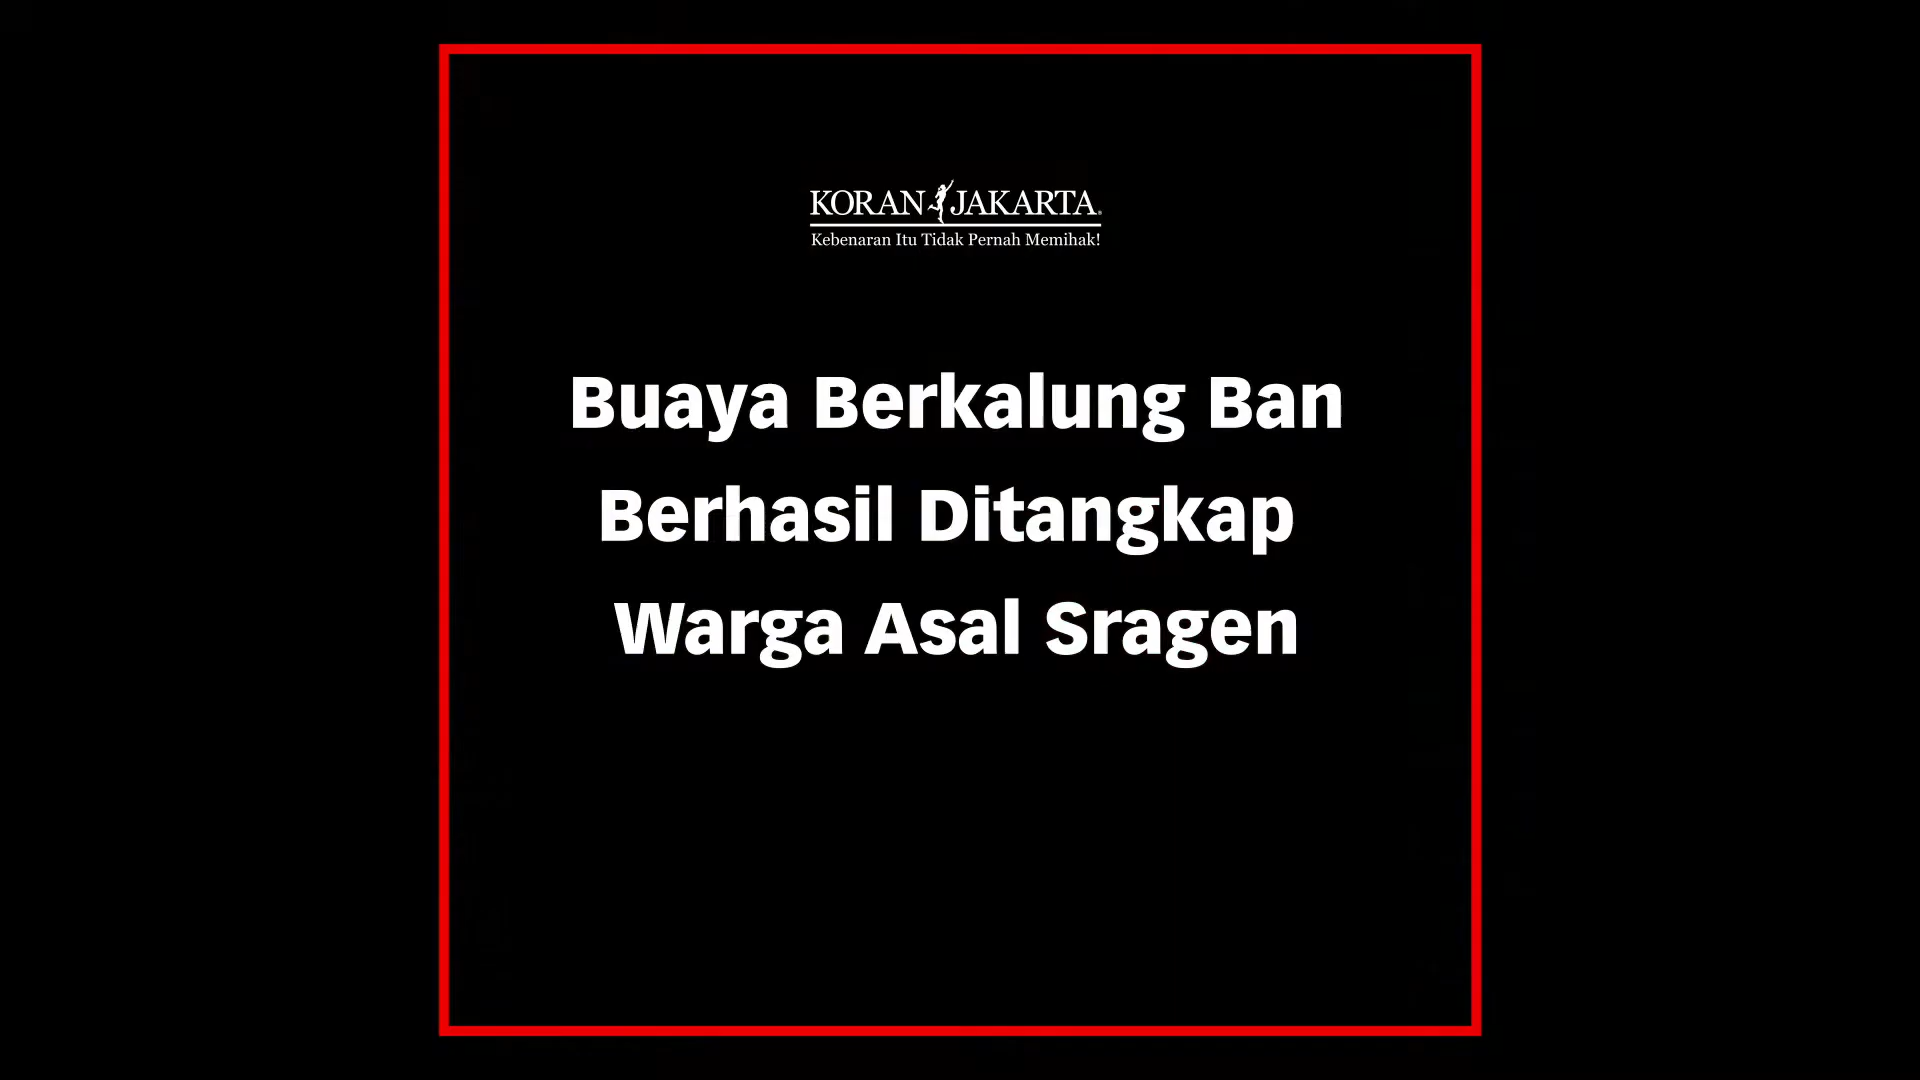 KORAN JAKARTA
Kebenaran Itu Tidak Pernah Memihak!
Buaya Berkalung Ban
Berhasil Ditangkap
Warga Asal Sragen